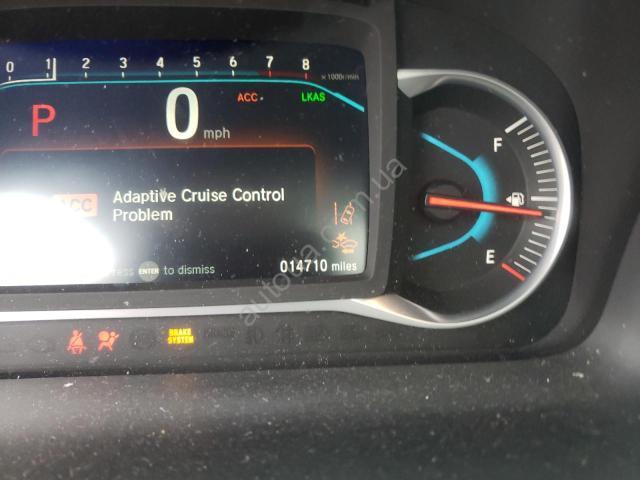 0 1 2 3 4 5 6 7 8 x1000r/min
P 0 mph ACC LKAS
F
ACC Adaptive Cruise Control
Problem
ENTER to dismiss
014710 miles
E
BRAKE
SYSTEM
autodna.com.ua